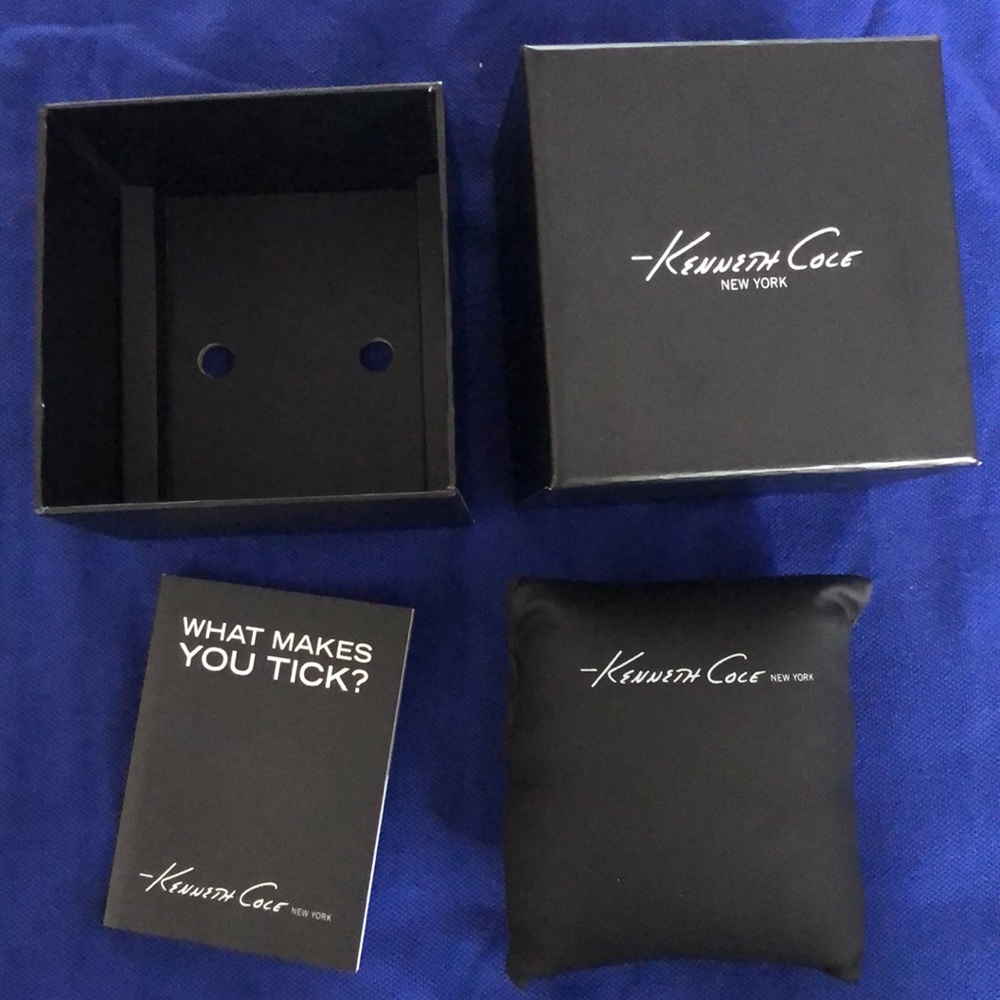 -KENNETH COLE
NEW YORK
WHAT MAKES
YOU TICK?
-KENNETH COLE NEW YORK
-KENNETH COLE NEW YORK